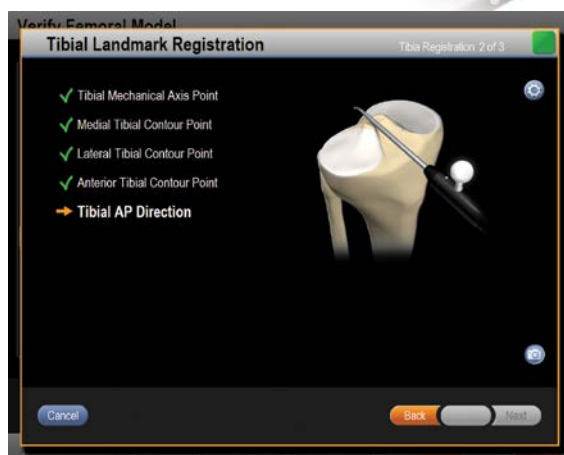 Verify Femoral Model
Tibial Landmark Registration
Tibia Registration 2 of 3
Tibial Mechanical Axis Point
Medial Tibial Contour Point
Lateral Tibial Contour Point
Anterior Tibial Contour Point
Tibial AP Direction
Cancel
Back
Next